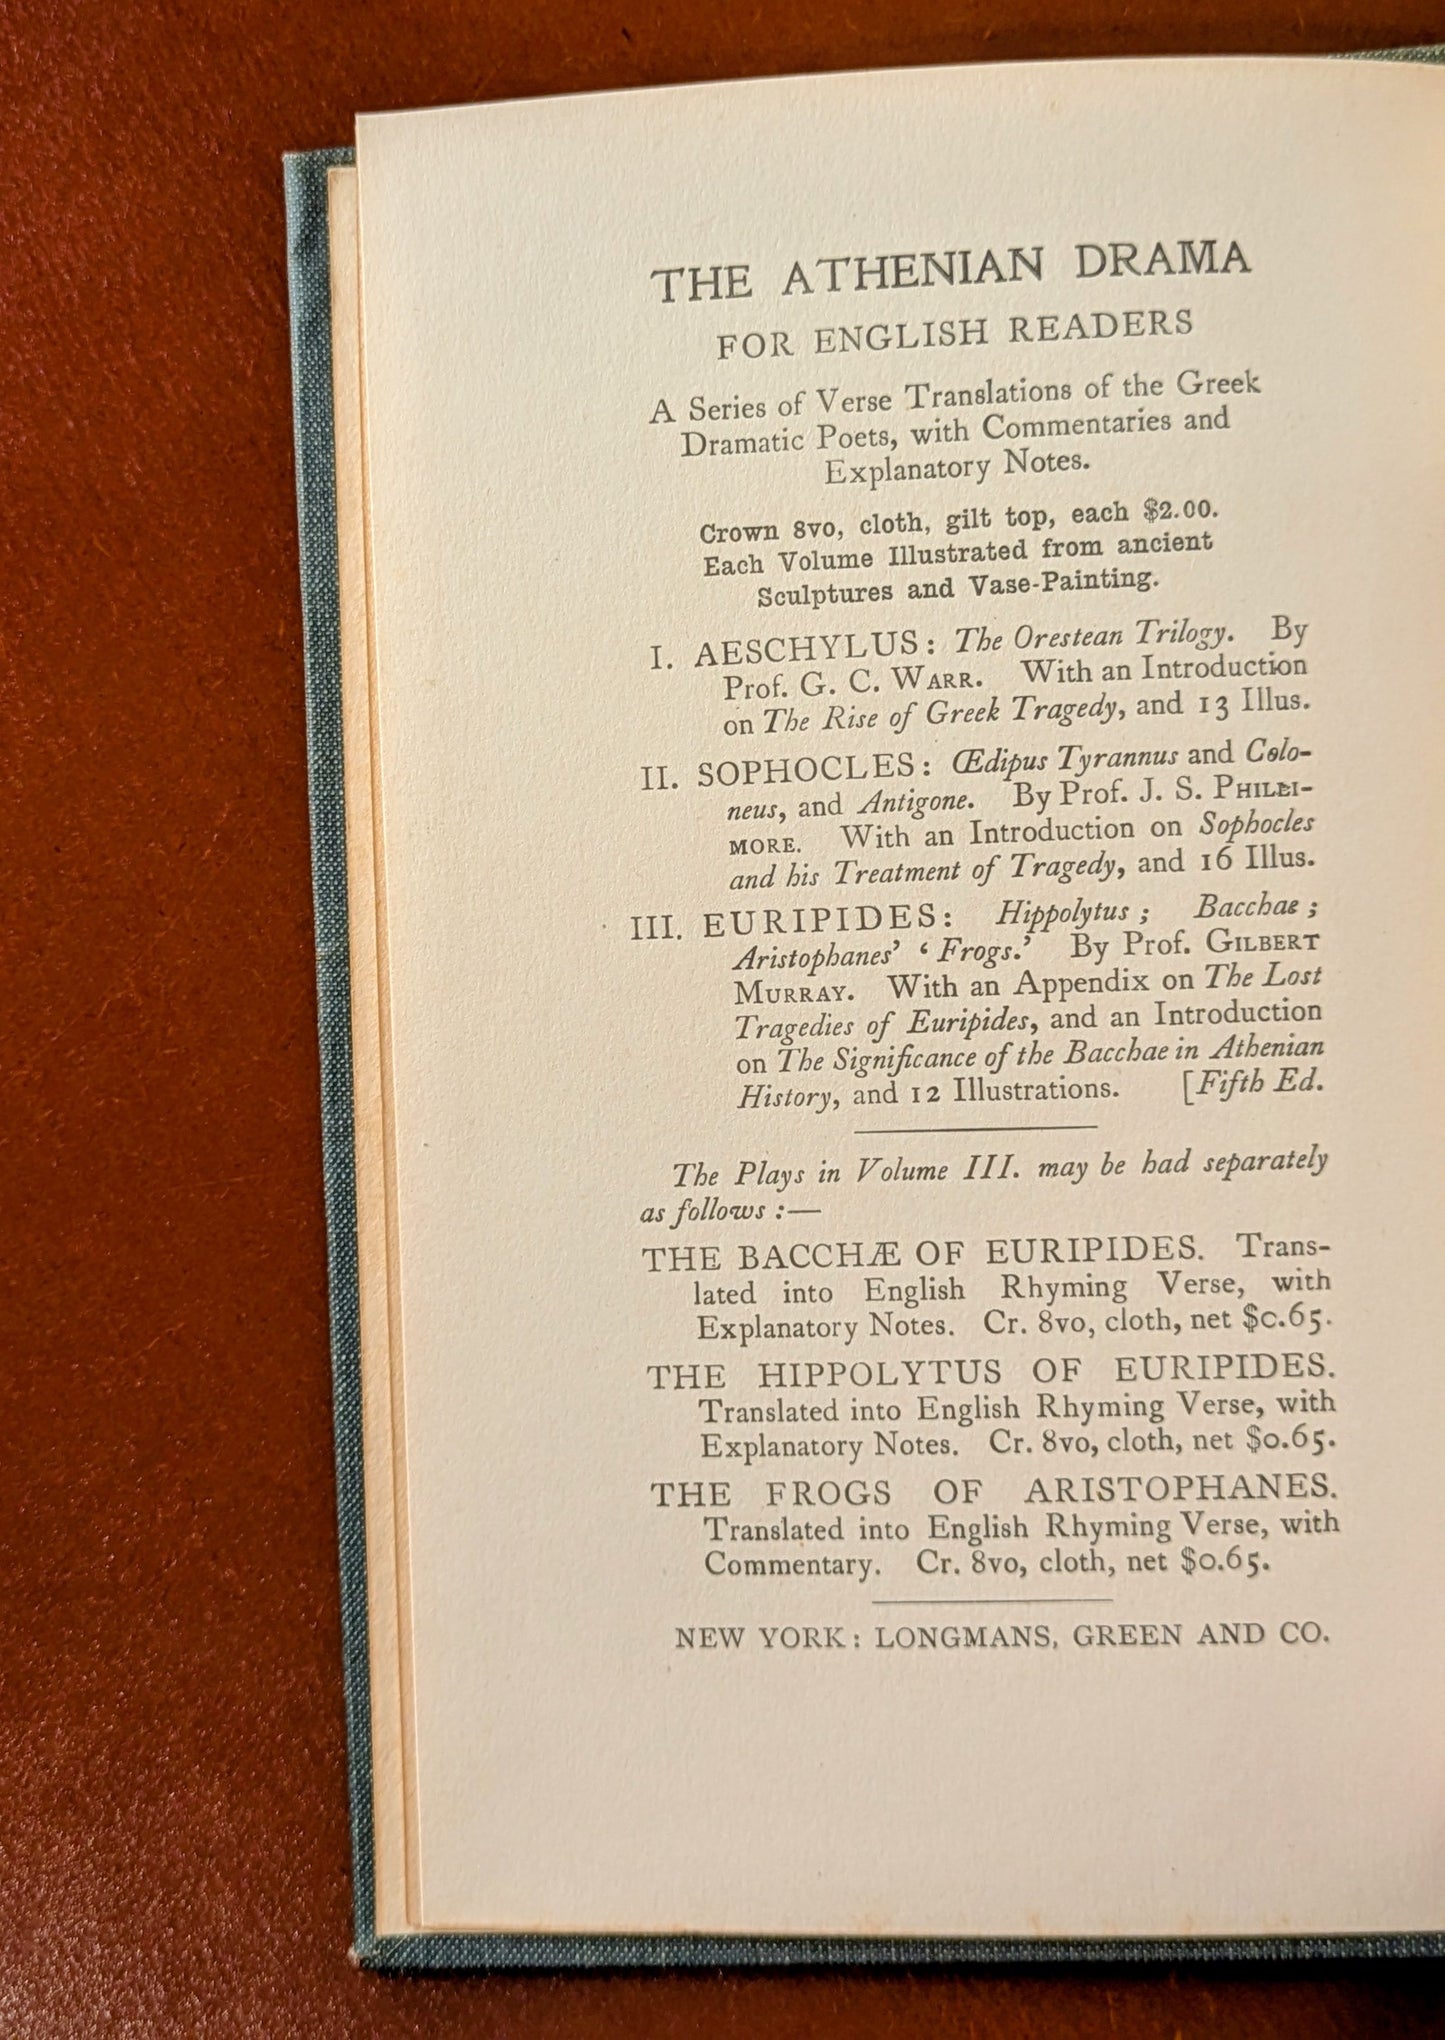 THE ATHENIAN DRAMA
FOR ENGLISH READERS
A Series of Verse Translations of the Greek
Dramatic Poets, with Commentaries and
Explanatory Notes.
Crown 8vo, cloth, gilt top, each $2.00.
Each Volume Illustrated from ancient
Sculptures and Vase-Painting.
I. AESCHYLUS: The Orestean Trilogy. By
Prof. G. C. WARR. With an Introduction
on The Rise of Greek Tragedy, and 13 Illus.
II. SOPHOCLES: Œdipus Tyrannus and Colo-
neus, and Antigone. By Prof. J. S. PHILLI-
MORE. With an Introduction on Sophocles
and his Treatment of Tragedy, and 16 Illus.
III. EURIPIDES: Hippolytus; Bacchae;
Aristophanes' 'Frogs.' By Prof. GILBERT
MURRAY. With an Appendix on The Lost
Tragedies of Euripides, and an Introduction
on The Significance of the Bacchae in Athenian
History, and 12 Illustrations. [Fifth Ed.
The Plays in Volume III. may be had separately
as follows:—
THE BACCHÆ OF EURIPIDES. Trans-
lated into English Rhyming Verse, with
Explanatory Notes. Cr. 8vo, cloth, net $0.65.
THE HIPPOLYTUS OF EURIPIDES.
Translated into English Rhyming Verse, with
Explanatory Notes. Cr. 8vo, cloth, net $0.65.
THE FROGS OF ARISTOPHANES.
Translated into English Rhyming Verse, with
Commentary. Cr. 8vo, cloth, net $0.65.
NEW YORK: LONGMANS, GREEN AND CO.